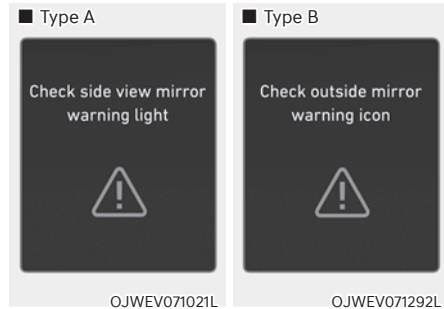 ■ Type A
Check side view mirror
warning light
OJWEV071021L
■ Type B
Check outside mirror
warning icon
OJWEV071292L